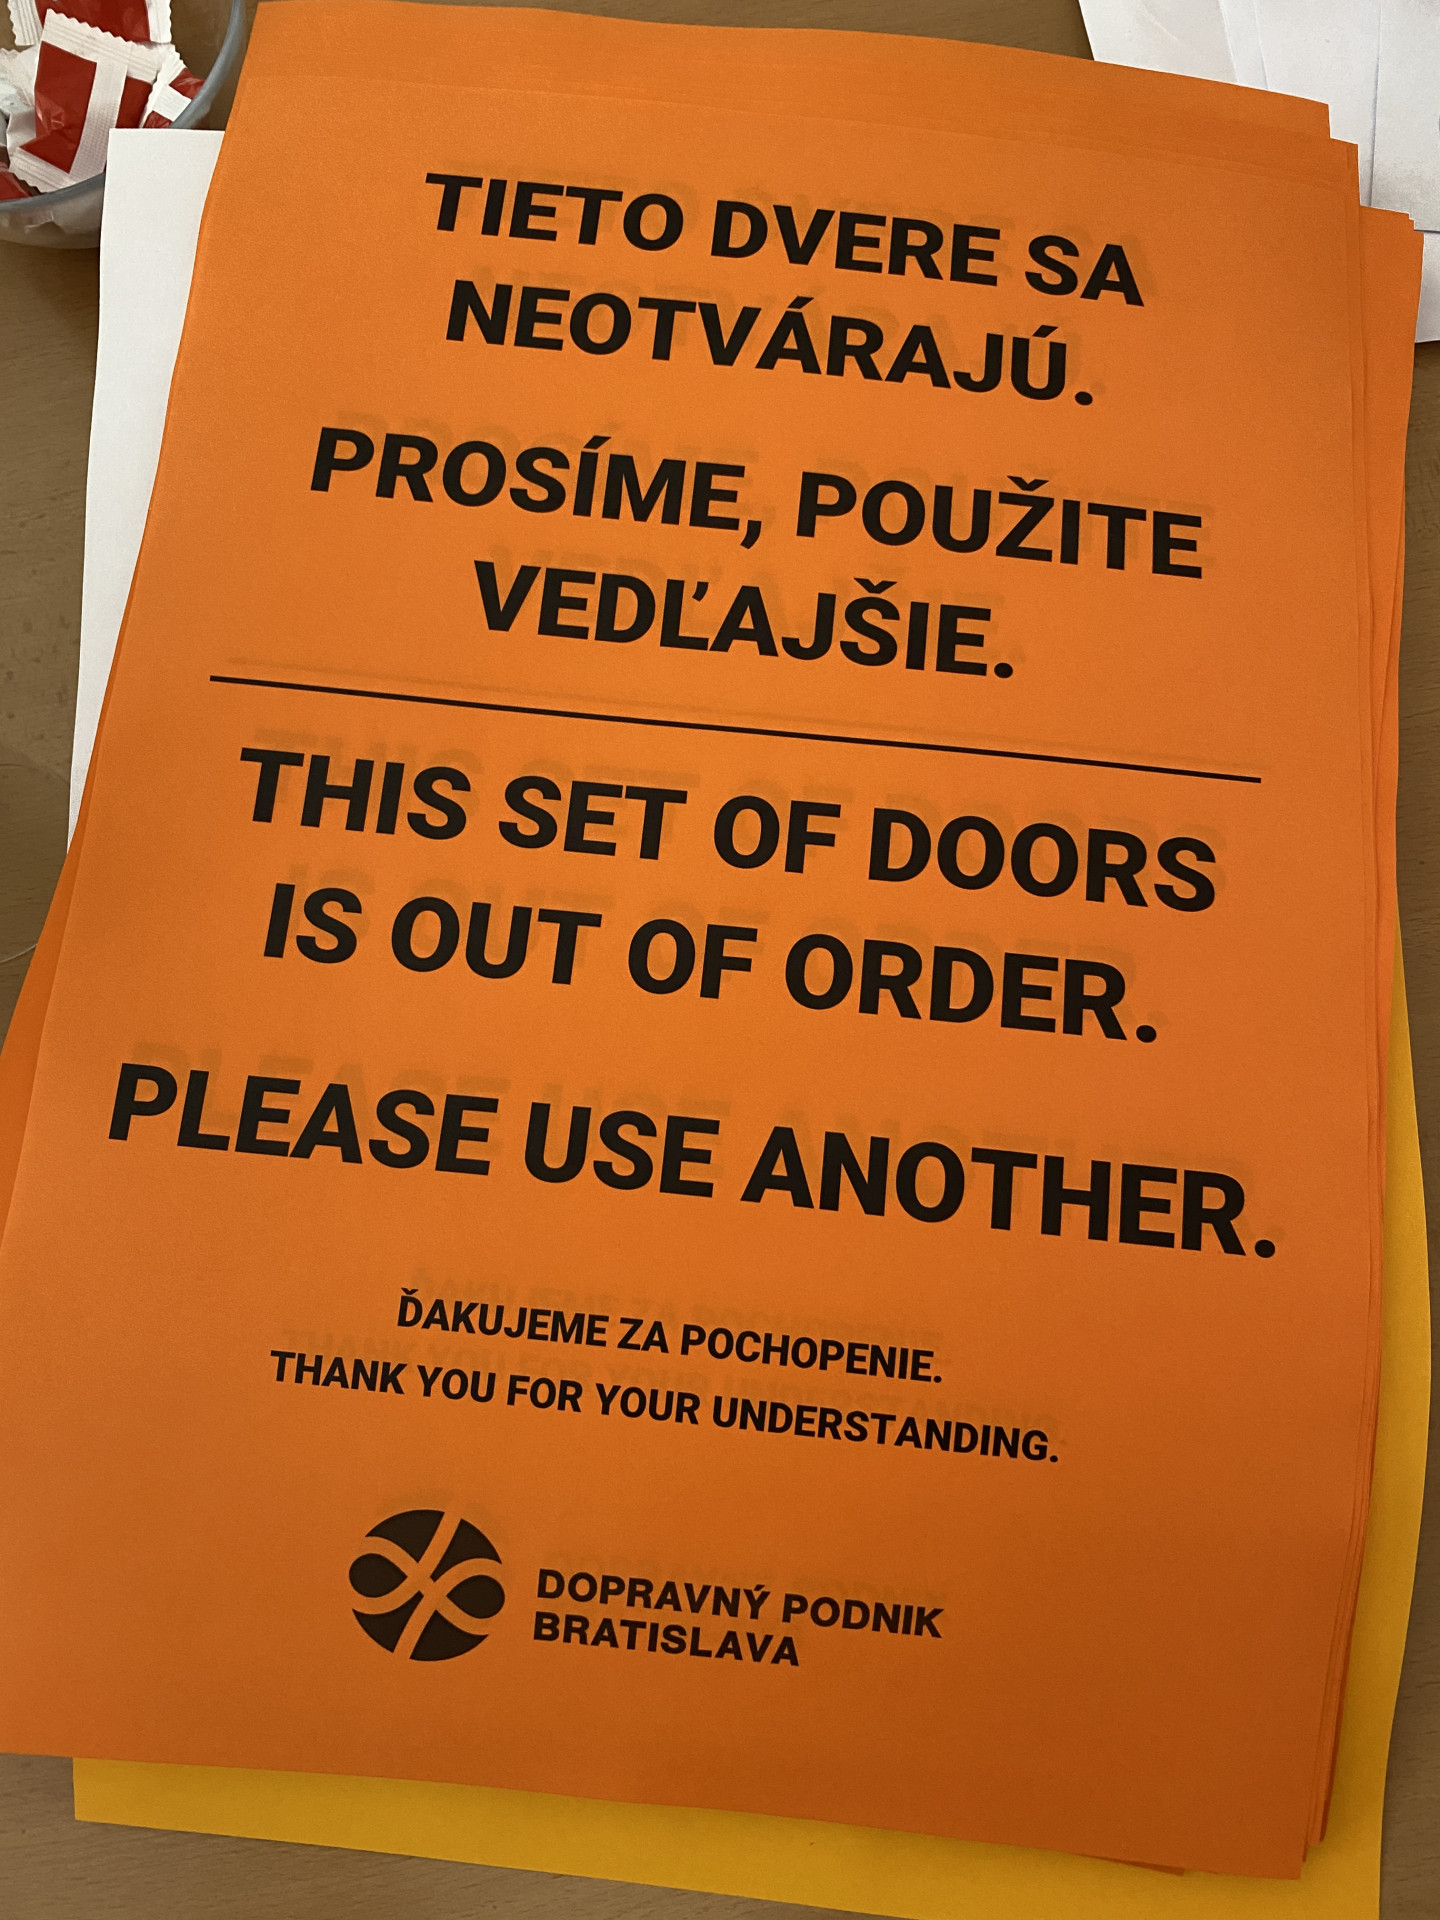 TIETO DVERE SA
NEOTVÁRAJÚ.
PROSÍME, POUŽITE
VEDĽAJŠIE.
THIS SET OF DOORS
IS OUT OF ORDER.
PLEASE USE ANOTHER.
ĎAKUJEME ZA POCHOPENIE.
THANK YOU FOR YOUR UNDERSTANDING.
DOPRAVNÝ PODNIK
BRATISLAVA